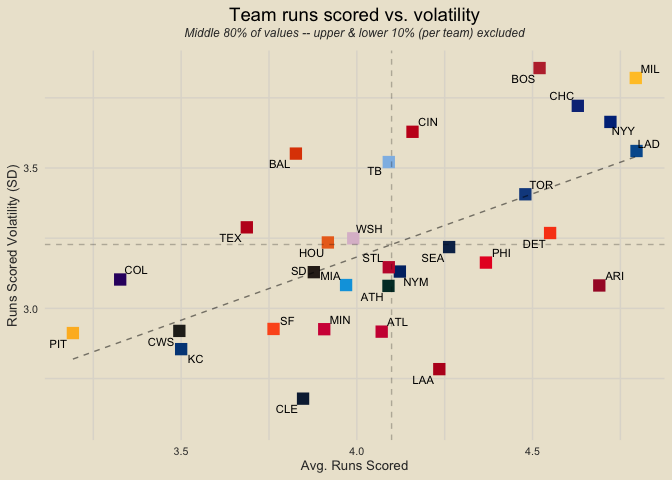 Team runs scored vs. volatility
Middle 80% of values -- upper & lower 10% (per team) excluded
BOS
MIL
CHC
NYY
CIN
LAD
BAL
TB
3.5
TOR
TEX
WSH
DET
HOU
STL
SEA
PHI
COL
SD
MIA
NYM
ARI
ATH
3.0
PIT
CWS
KC
SF
MIN
ATL
LAA
CLE
3.5
4.0
4.5
Avg. Runs Scored
Runs Scored Volatility (SD)